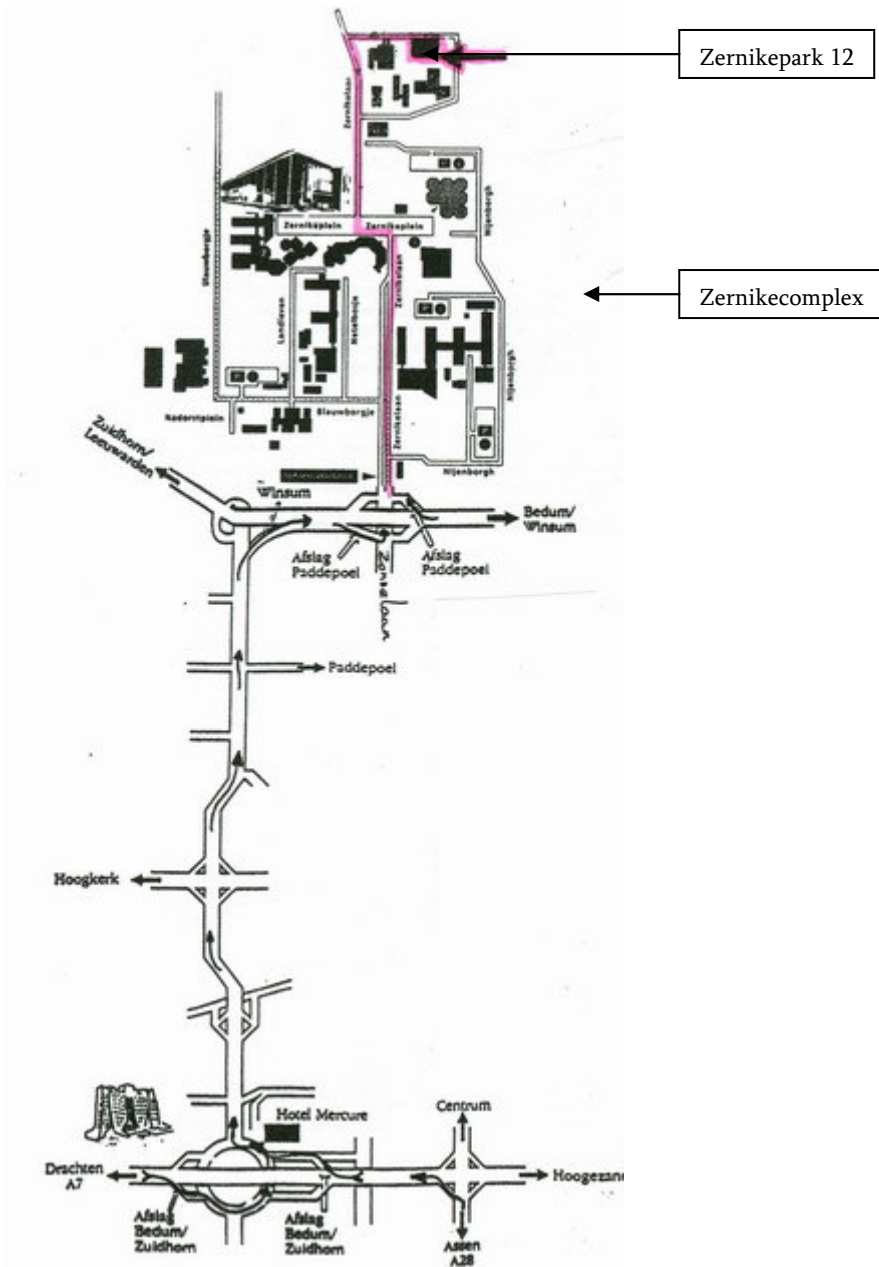 Zernikepark 12
Zernikelaan
Zernikeplein
Zernikeplein
Nijenborgh
Blauwborgje
Zernikelaan
Zernikecomplex
Landleven
Nijenborgh
Blauwborgje
Zernikelaan
Nijenborgh
Zuidhorn/
Leeuwarden
Winsum
Bedum/
Winsum
Afslag
Paddepoel
Afslag
Paddepoel
Zonnelaan
Paddepoel
Hoogkerk
Hotel Mercure
Centrum
Drachten
A7
Hoogezand
Afslag
Bedum/
Zuidhorn
Afslag
Bedum/
Zuidhorn
Assen
A28